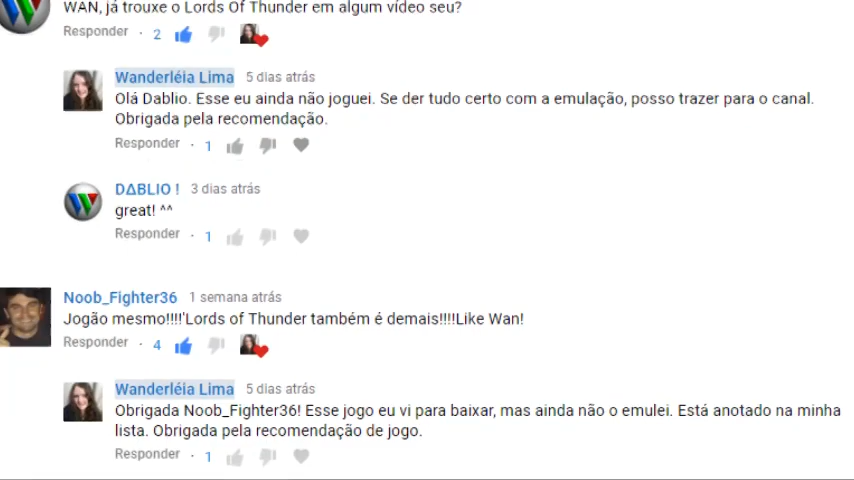 WAN, já trouxe o Lords Of Thunder em algum vídeo seu?
Responder · 2
Wanderléia Lima 5 dias atrás
Olá Dablio. Esse eu ainda não joguei. Se der tudo certo com a emulação, posso trazer para o canal.
Obrigada pela recomendação.
Responder · 1
DΔBLIO ! 3 dias atrás
great! ^^
Responder · 1
Noob_Fighter36 1 semana atrás
Jogão mesmo!!!!'Lords of Thunder também é demais!!!!Like Wan!
Responder · 4
Wanderléia Lima 5 dias atrás
Obrigada Noob_Fighter36! Esse jogo eu vi para baixar, mas ainda não o emulei. Está anotado na minha
lista. Obrigada pela recomendação de jogo.
Responder · 1